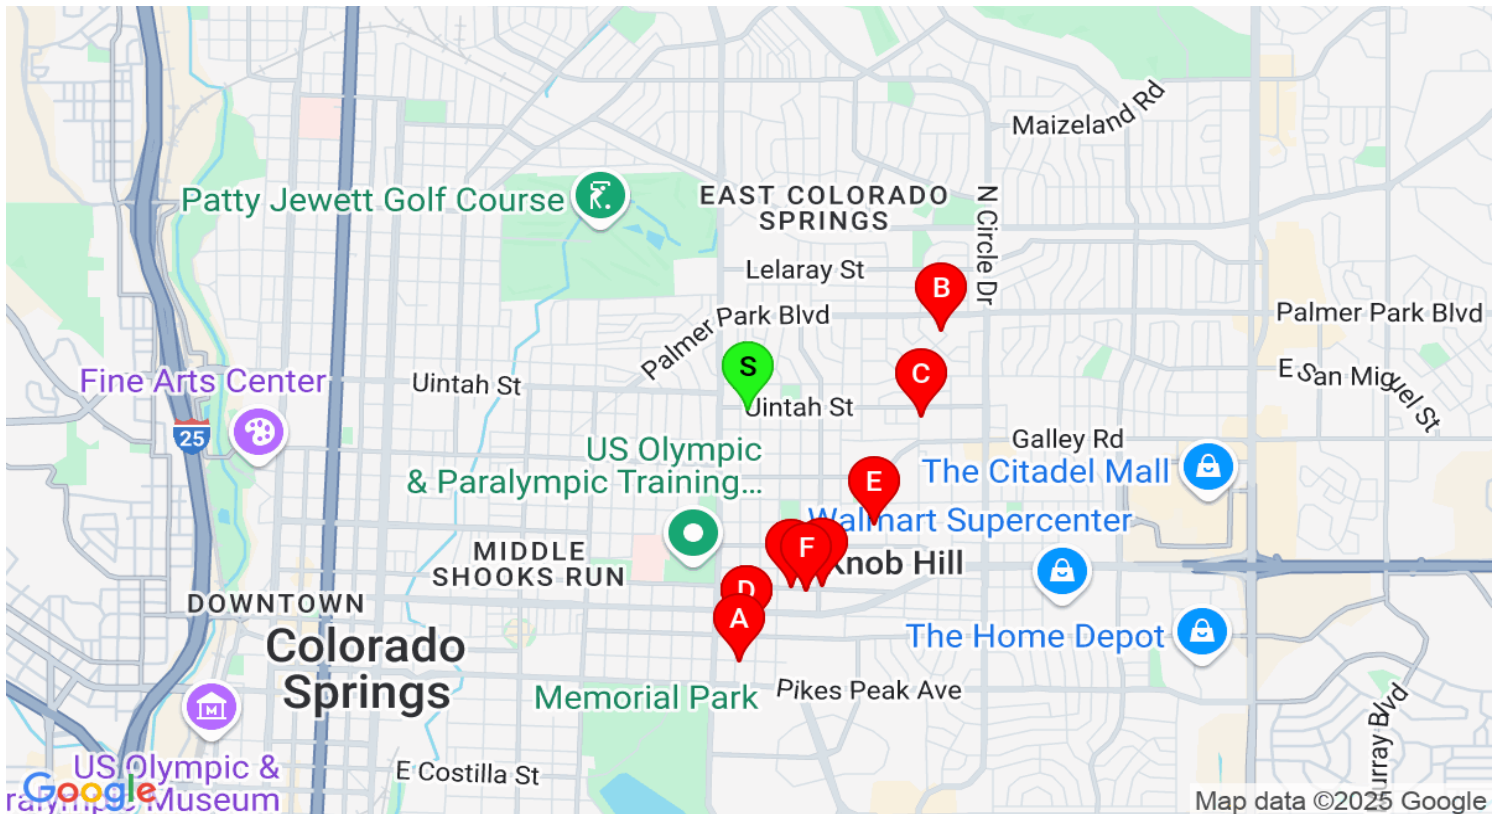 Maizeland Rd
Patty Jewett Golf Course
EAST COLORADO
SPRINGS
N Circle Dr
Lelaray St
B
Palmer Park Blvd
Palmer Park Blvd
S
C
Fine Arts Center
Uintah St
E San Miguel St
Uintah St
25
US Olympic
& Paralympic Training...
Galley Rd
The Citadel Mall
E
Walmart Supercenter
MIDDLE
SHOOKS RUN
F
Knob Hill
D
DOWNTOWN
A
Colorado
Springs
The Home Depot
Memorial Park
Pikes Peak Ave
M
Murray Blvd
US Olympic &
Museum
E Costilla St
Google
Map data ©2025 Google